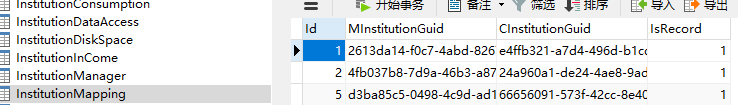 InstitutionConsumption
InstitutionDataAccess
InstitutionDiskSpace
InstitutionInCome
InstitutionManager
InstitutionMapping
开始事务 备注 筛选 排序 导入 导出
Id MInstitutionGuid CInstitutionGuid IsRecord
1 2613da14-f0c7-4abd-826 e4ffb321-a7d4-496d-b1cc 1
2 4fb037b8-7d9a-46b3-a87 24a960a1-de24-4ae8-9ad 1
5 d3ba85c5-0498-4c9d-ad1 66656091-573f-42cc-8e40 1